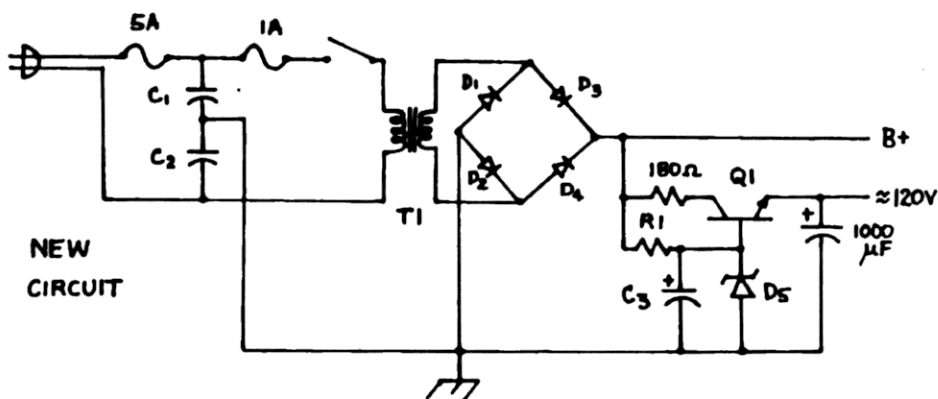 5A
1A
C1
C2
T1
D1
D3
D2
D4
B+
180Ω
Q1
≈120V
R1
+
1000
µF
+
C3
D5
NEW
CIRCUIT